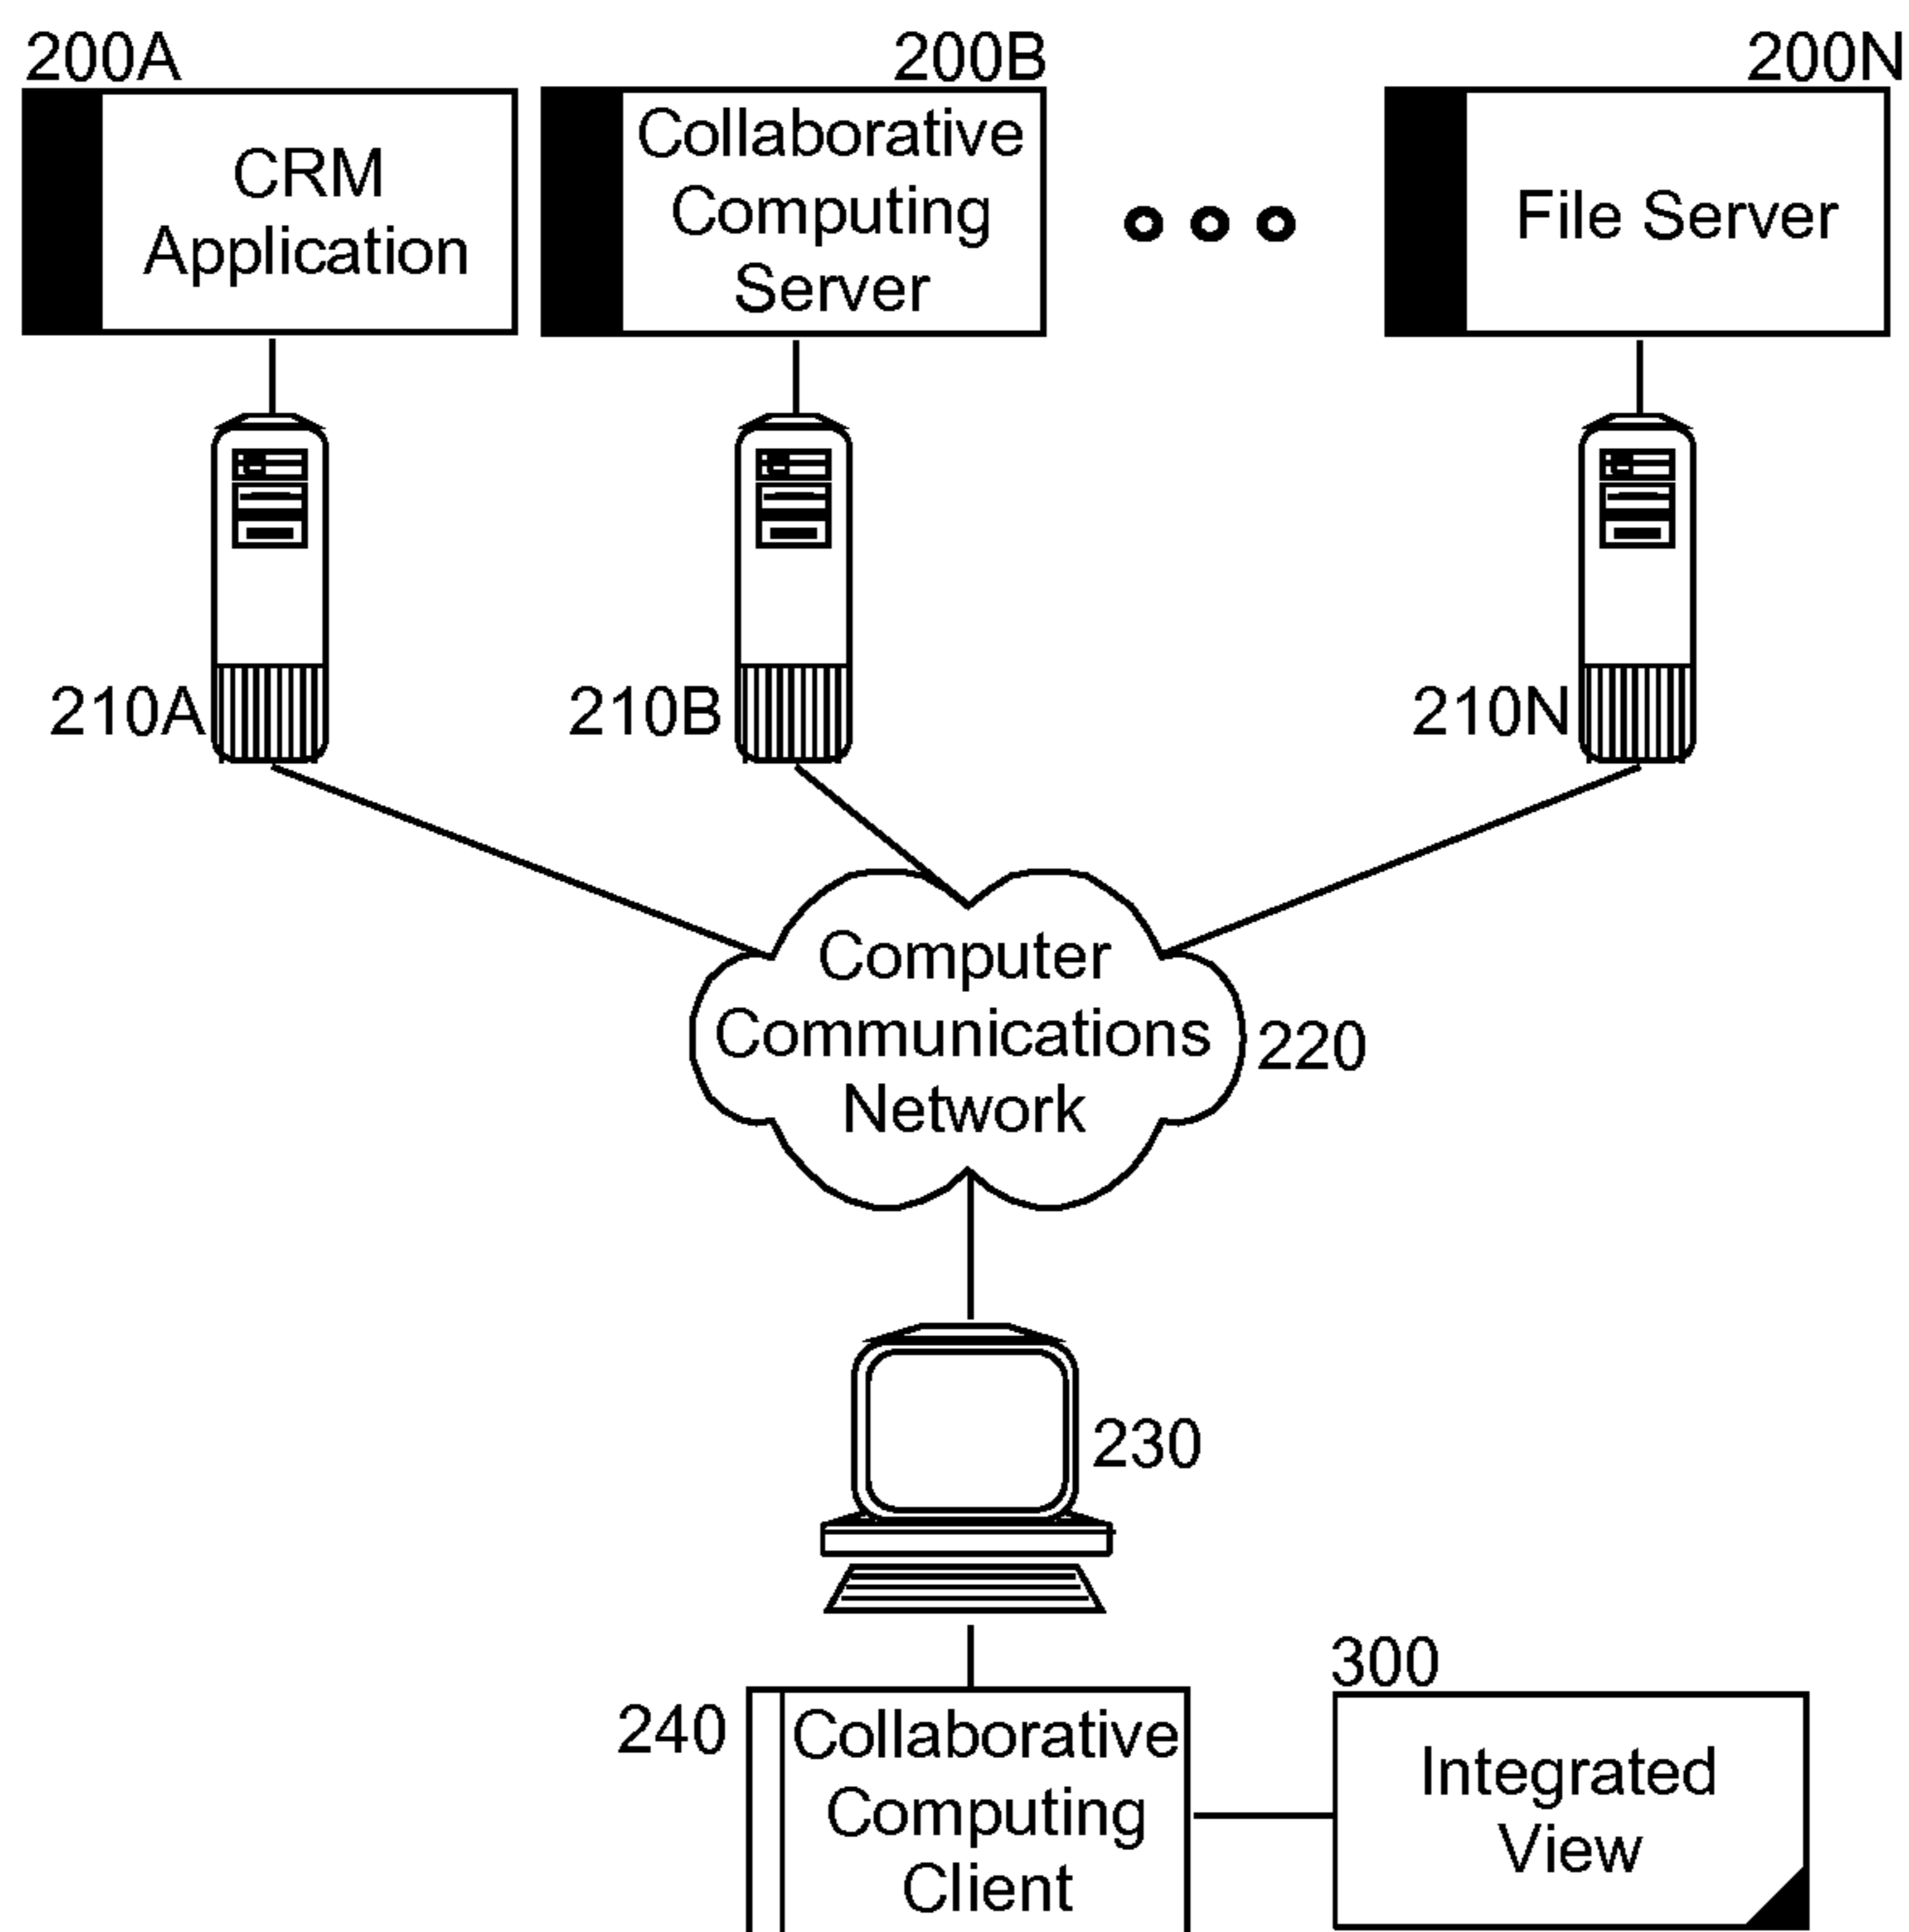 200A
200B
200N
CRM
Application
Collaborative
Computing
Server
File Server
210A
210B
210N
Computer
Communications
Network
220
230
240
Collaborative
Computing
Client
300
Integrated
View